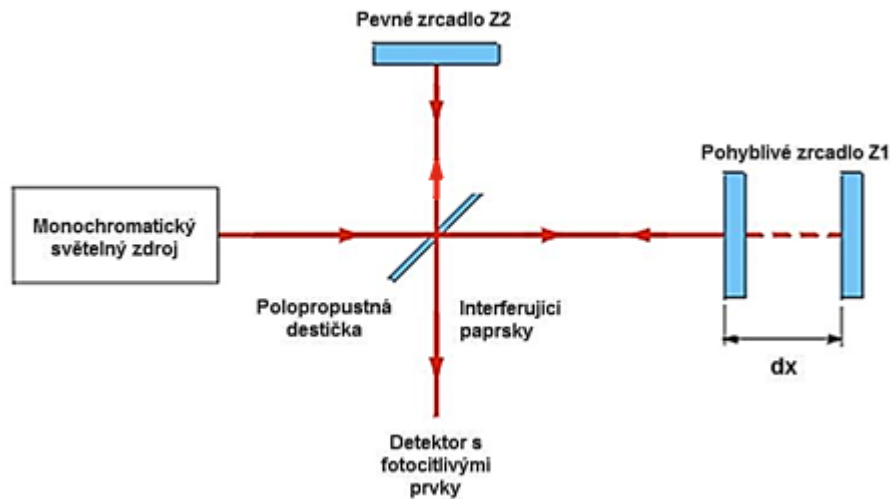 Pevné zrcadlo Z2
Pohyblivé zrcadlo Z1
Monochromatický
světelný zdroj
Polopropustná
destička
Interferující
paprsky
dx
Detektor s
fotocitlivými
prvky